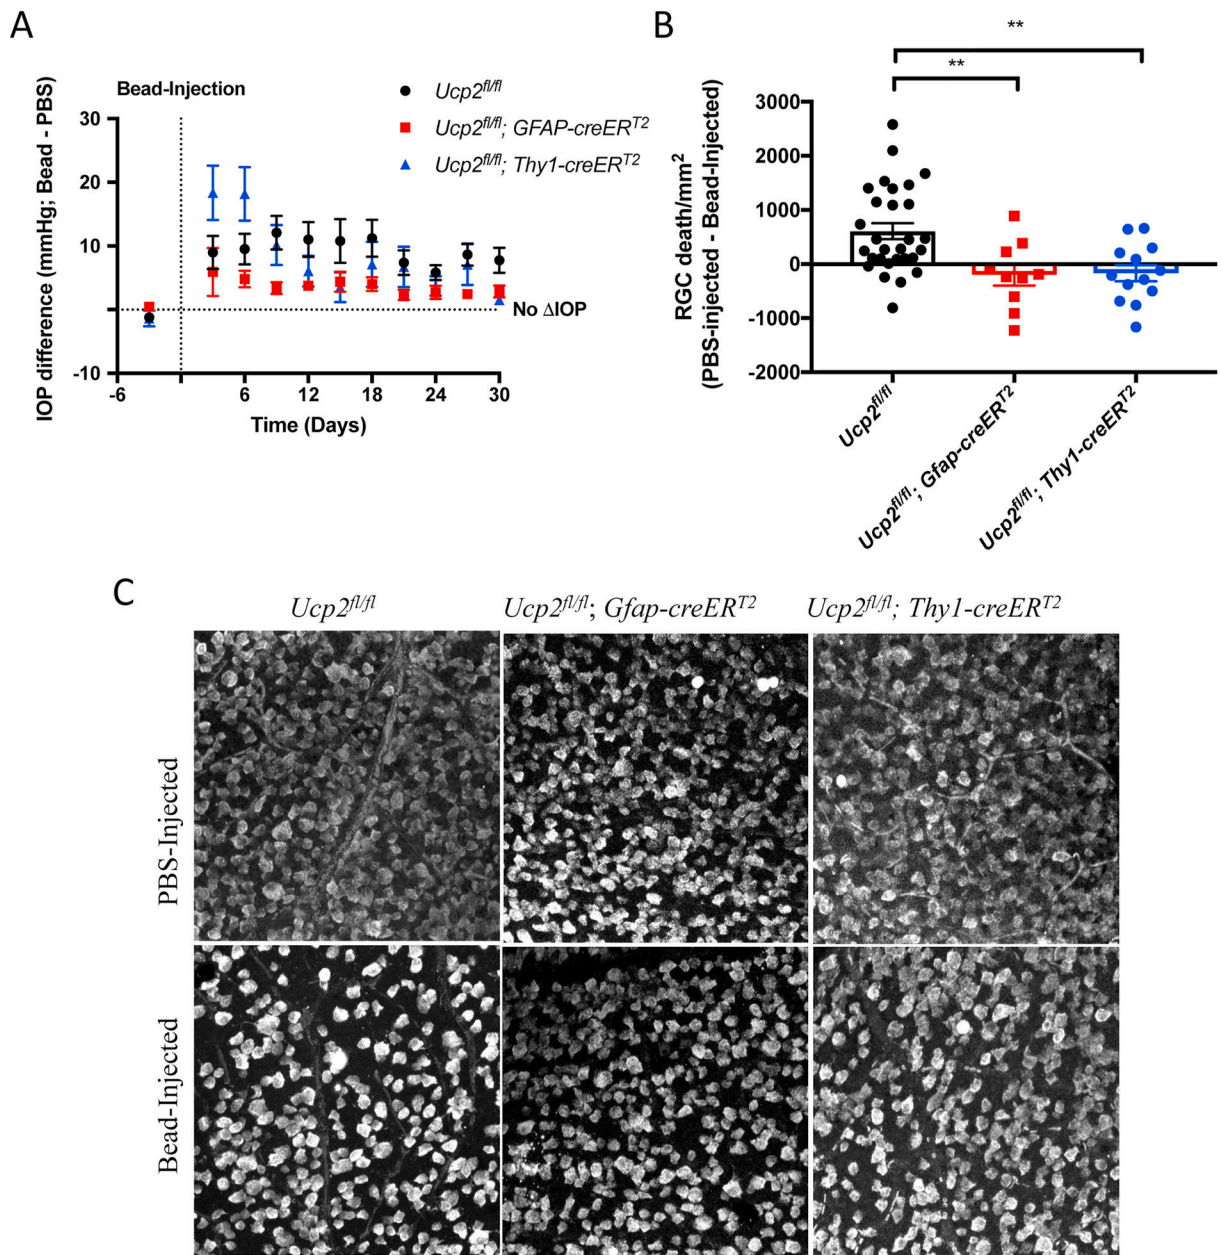 A
Bead-Injection
Ucp2fl/fl
Ucp2fl/fl; GFAP-creERT2
Ucp2fl/fl; Thy1-creERT2
IOP difference (mmHg; Bead - PBS)
30
20
10
-10
No ΔIOP
-6
6
12
18
24
30
Time (Days)
B
**
**
RGC death/mm2
(PBS-injected - Bead-Injected)
3000
2000
1000
0
-1000
-2000
Ucp2fl/fl
Ucp2fl/fl; Gfap-creERT2
Ucp2fl/fl; Thy1-creERT2
C
Ucp2fl/fl
Ucp2fl/fl; Gfap-creERT2
Ucp2fl/fl; Thy1-creERT2
PBS-Injected
Bead-Injected